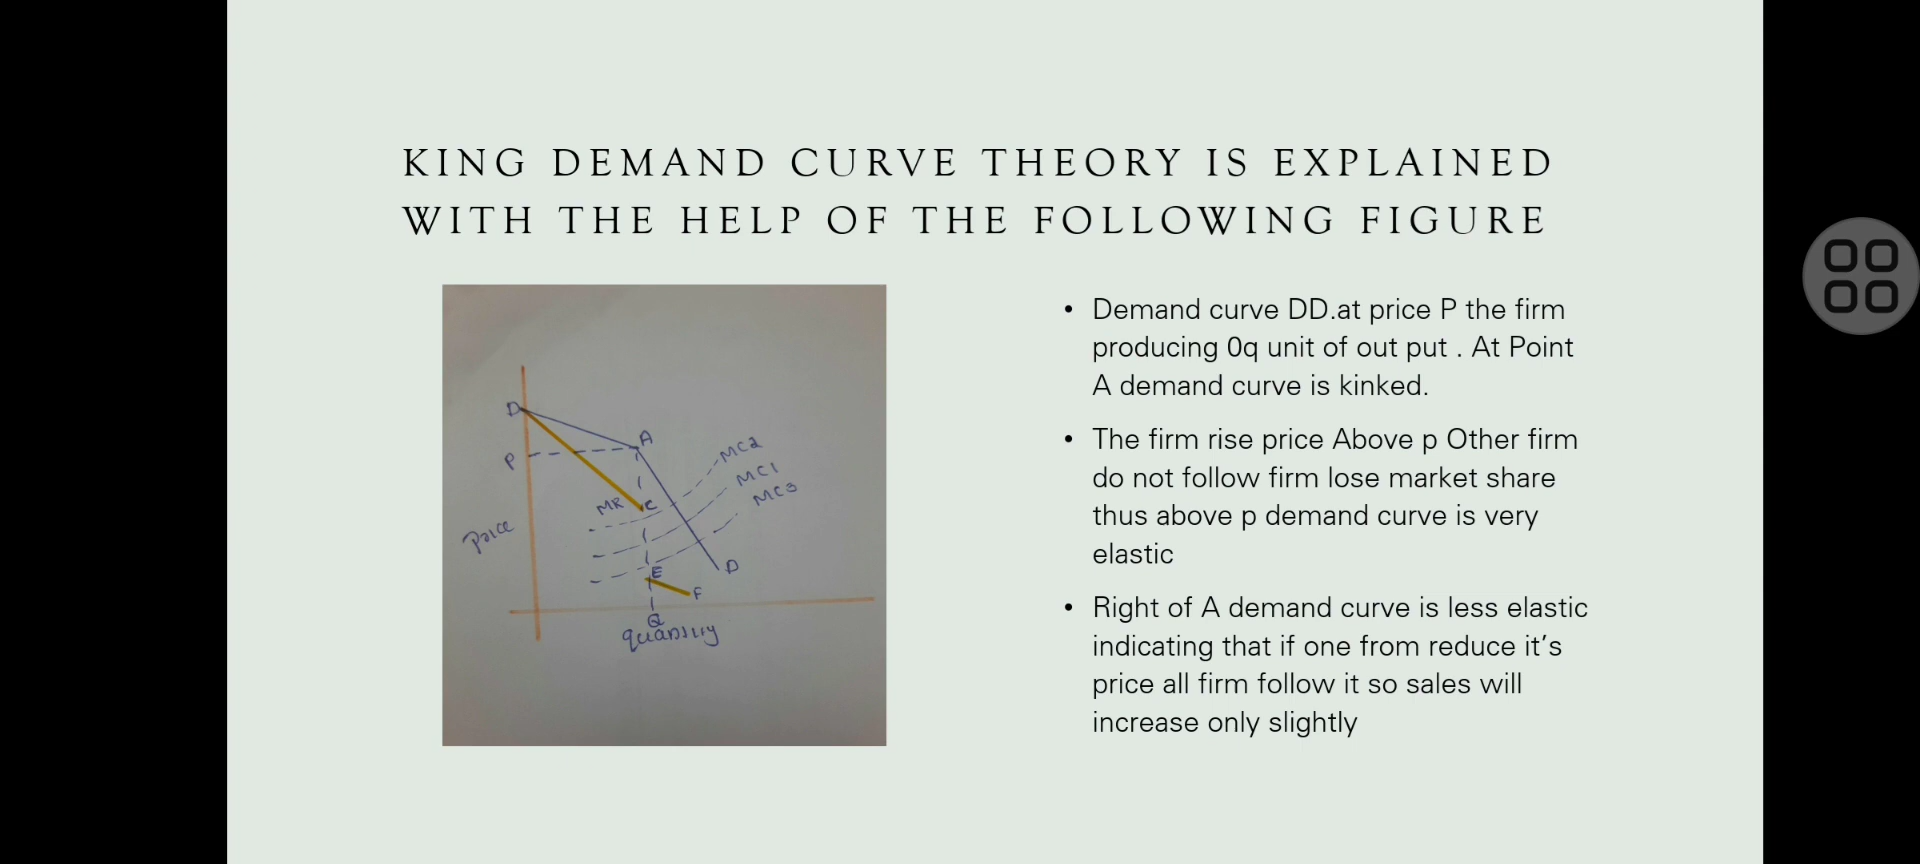 KING DEMAND CURVE THEORY IS EXPLAINED
WITH THE HELP OF THE FOLLOWING FIGURE
D
A
P
MC2
MC1
MC3
MR
C
Price
E
D
F
Q
quantity
• Demand curve DD.at price P the firm
producing 0q unit of out put . At Point
A demand curve is kinked.
• The firm rise price Above p Other firm
do not follow firm lose market share
thus above p demand curve is very
elastic
• Right of A demand curve is less elastic
indicating that if one from reduce it’s
price all firm follow it so sales will
increase only slightly